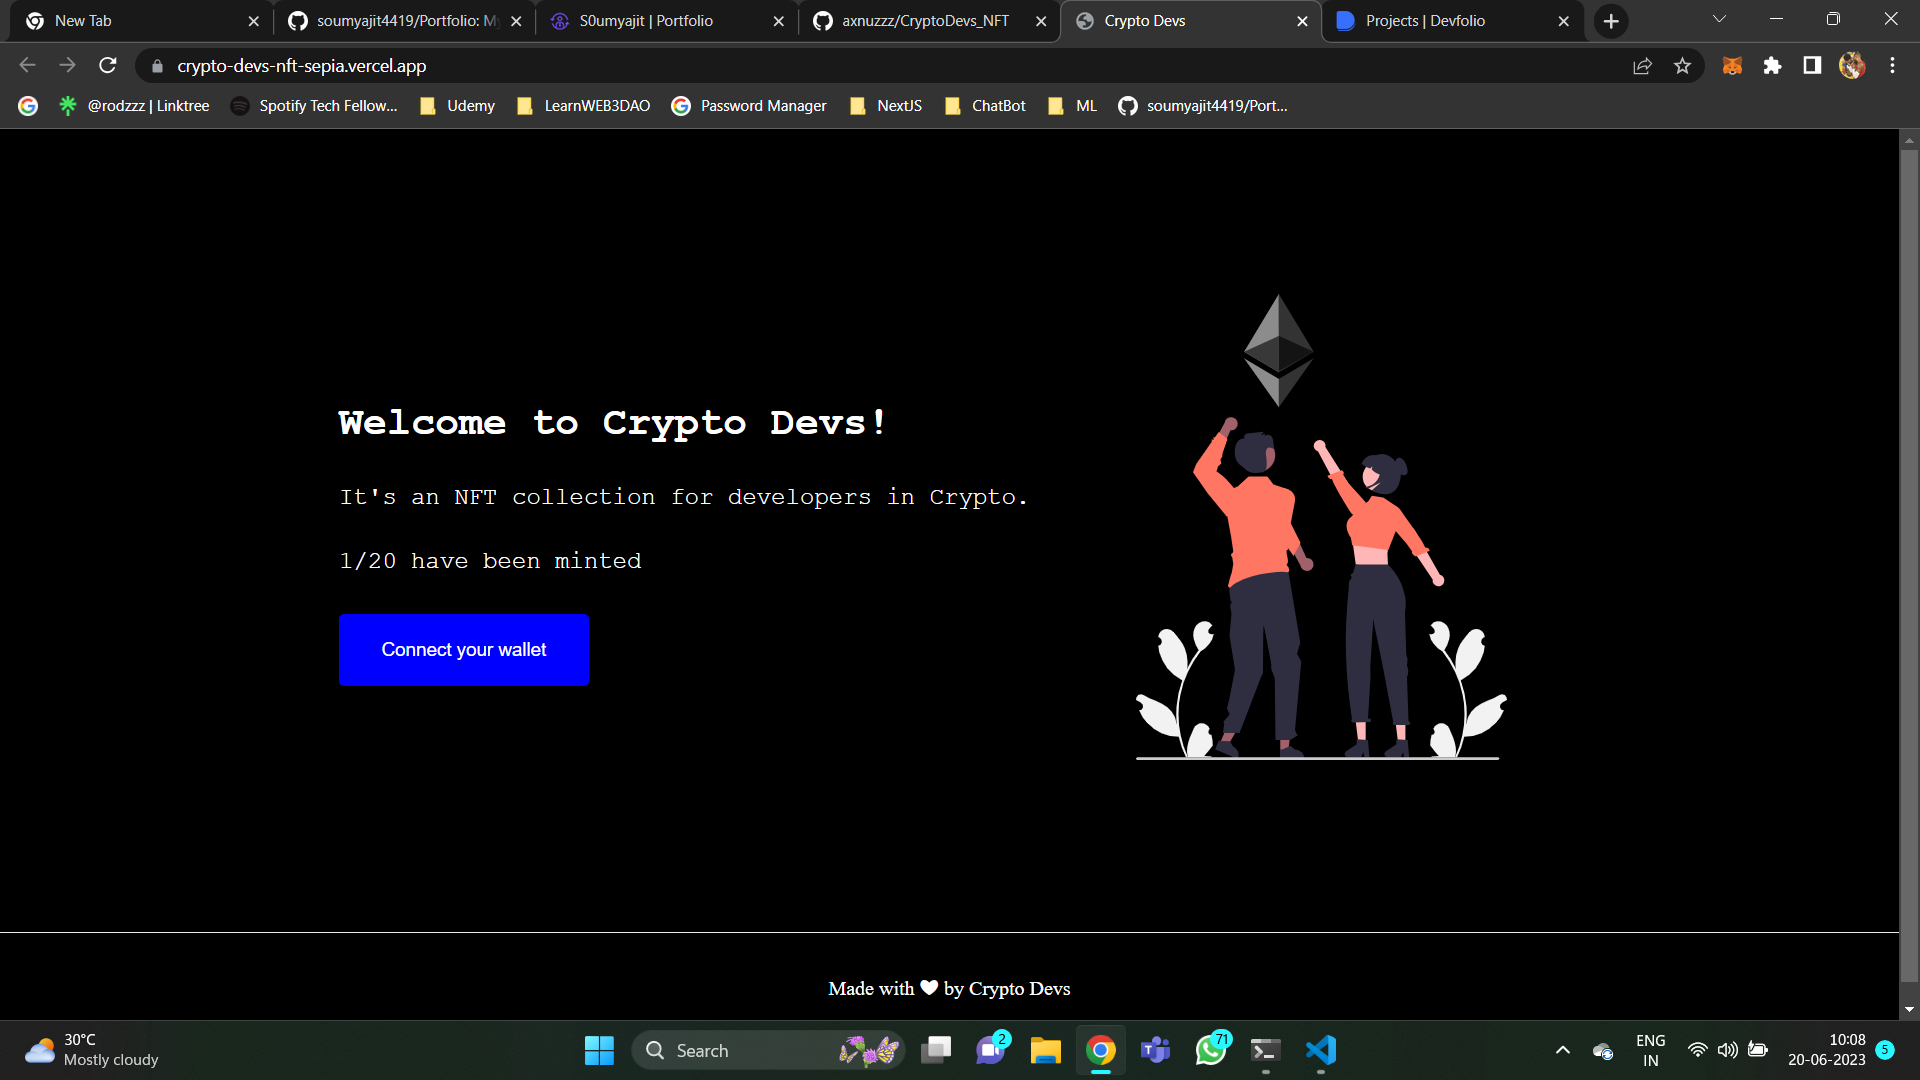 New Tab
soumyajit4419/Portfolio: My
S0umyajit | Portfolio
axnuzzz/CryptoDevs_NFT
Crypto Devs
Projects | Devfolio
crypto-devs-nft-sepia.vercel.app
@rodzzz | Linktree
Spotify Tech Fellow...
Udemy
LearnWEB3DAO
Password Manager
NextJS
ChatBot
ML
soumyajit4419/Port...
Welcome to Crypto Devs!
It's an NFT collection for developers in Crypto.
1/20 have been minted
Connect your wallet
Made with ❤ by Crypto Devs
30°C
Mostly cloudy
Search
2
71
ENG
IN
10:08
20-06-2023
5